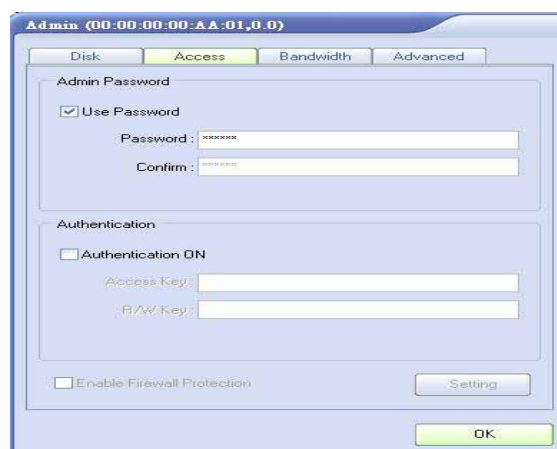 Admin (00:00:00:00:AA:01,0.0)
Disk Access Bandwidth Advanced
Admin Password
Use Password
Password : ******
Confirm : ******
Authentication
Authentication ON
Access Key :
R/W Key :
Enable Firewall Protection Setting
OK